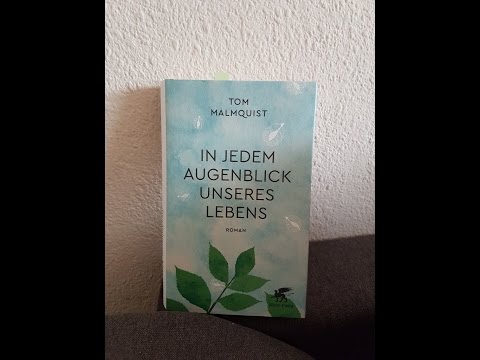 TOM
MALMQUIST
IN JEDEM
AUGENBLICK
UNSERES
LEBENS
ROMAN